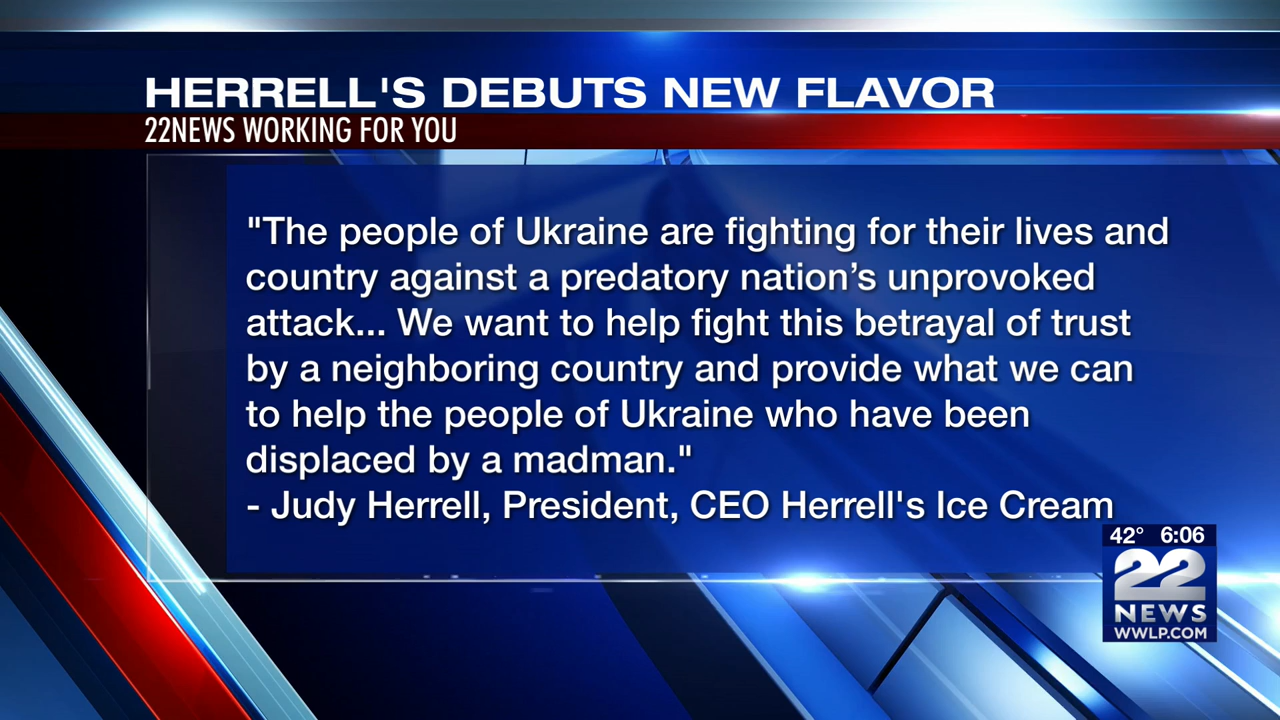 HERRELL'S DEBUTS NEW FLAVOR
22NEWS WORKING FOR YOU
"The people of Ukraine are fighting for their lives and
country against a predatory nation’s unprovoked
attack... We want to help fight this betrayal of trust
by a neighboring country and provide what we can
to help the people of Ukraine who have been
displaced by a madman."
- Judy Herrell, President, CEO Herrell's Ice Cream
42° 6:06
22
NEWS
WWLP.COM